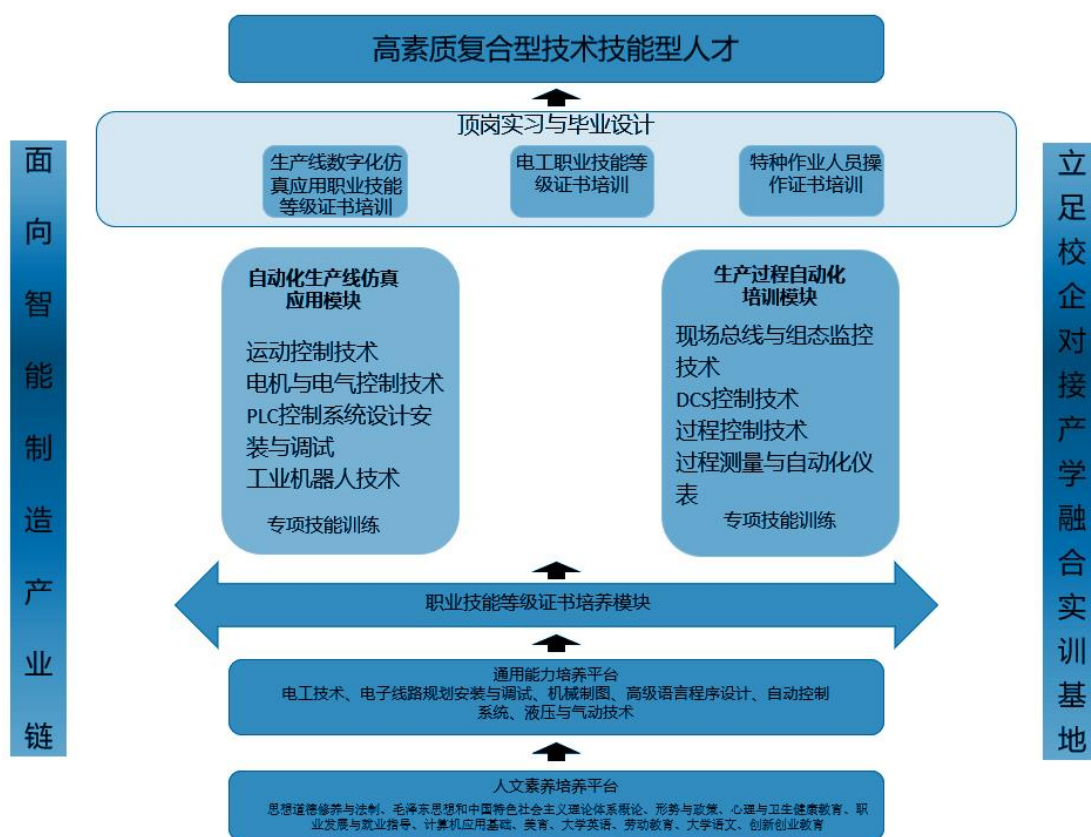 高素质复合型技术技能型人才
顶岗实习与毕业设计
生产线数字化仿
真应用职业技能
等级证书培训
电工职业技能等
级证书培训
特种作业人员操
作证书培训
面向智能制造产业链
自动化生产线仿真
应用模块
运动控制技术
电机与电气控制技术
PLC控制系统设计安
装与调试
工业机器人技术
专项技能训练
生产过程自动化
培训模块
现场总线与组态监控
技术
DCS控制技术
过程控制技术
过程测量与自动化仪
表
专项技能训练
立足校企对接产学融合实训基地
职业技能等级证书培养模块
通用能力培养平台
电工技术、电子线路规划安装与调试、机械制图、高级语言程序设计、自动控制
系统、液压与气动技术
人文素养培养平台
思想道德修养与法制、毛泽东思想和中国特色社会主义理论体系概论、形势与政策、心理与卫生健康教育、职
业发展与就业指导、计算机应用基础、美育、大学英语、劳动教育、大学语文、创新创业教育